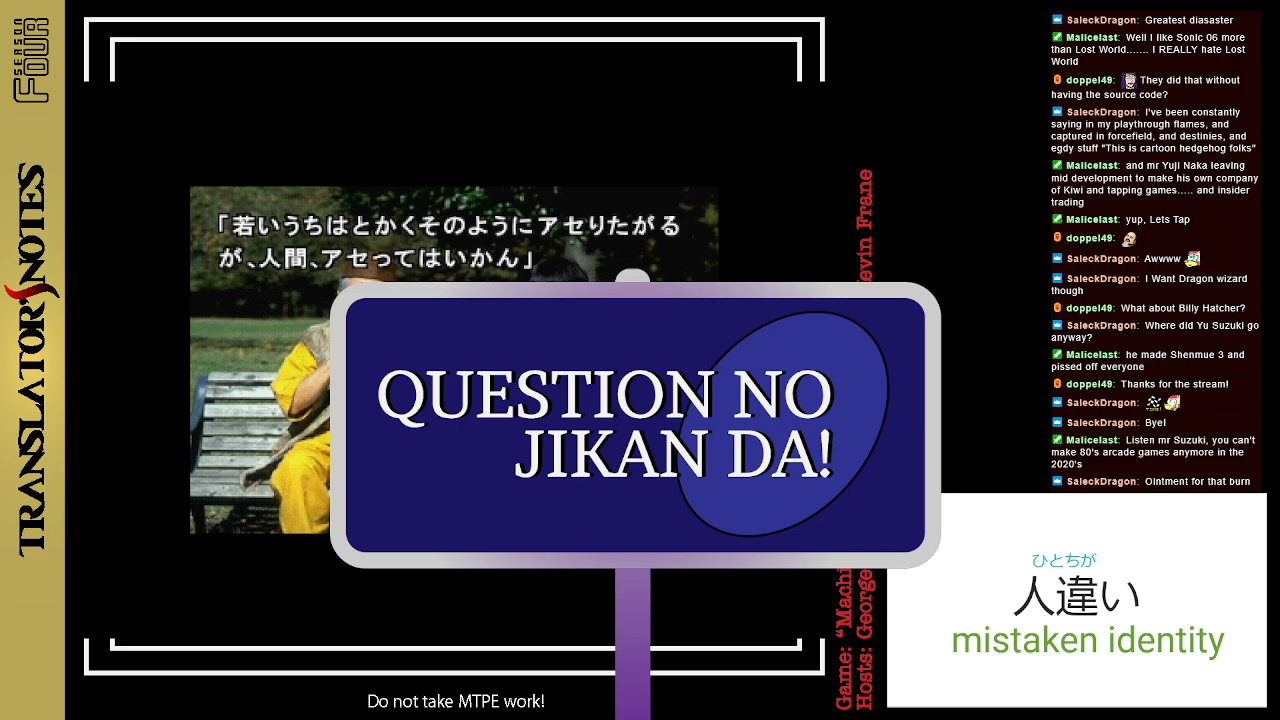 SEASON
FOUR
TRANSLATOR'S NOTES
「若いうちはとかくそのようにアセりたがる
が、人間、アセってはいかん」
QUESTION NO
JIKAN DA!
Game: "Machi
Hosts: George
evin Frane
Do not take MTPE work!
SaleckDragon: Greatest diasaster
Malicelast: Well I like Sonic 06 more
than Lost World....... I REALLY hate Lost
World
doppel49: They did that without
having the source code?
SaleckDragon: I've been constantly
saying in my playthrough flames, and
captured in forcefield, and destinies, and
egdy stuff "This is cartoon hedgehog folks"
Malicelast: and mr Yuji Naka leaving
mid development to make his own company
of Kiwi and tapping games..... and insider
trading
Malicelast: yup, Lets Tap
doppel49:
SaleckDragon: Awwww
SaleckDragon: I Want Dragon wizard
though
doppel49: What about Billy Hatcher?
SaleckDragon: Where did Yu Suzuki go
anyway?
Malicelast: he made Shenmue 3 and
pissed off everyone
doppel49: Thanks for the stream!
SaleckDragon:
SaleckDragon: Bye!
Malicelast: Listen mr Suzuki, you can't
make 80's arcade games anymore in the
2020's
SaleckDragon: Ointment for that burn
ひとちが
人違い
mistaken identity